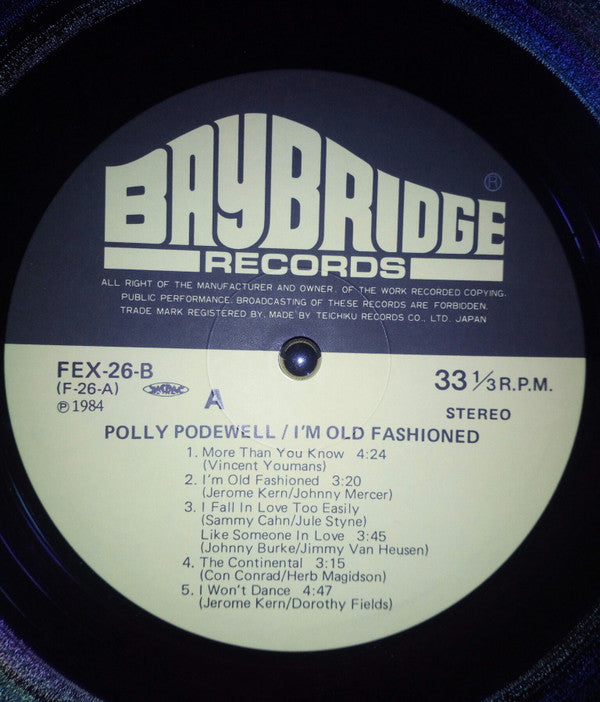 BAYBRIDGE
®
RECORDS
ALL RIGHT OF THE MANUFACTURER AND OWNER, OF THE WORK RECORDED COPYING.
PUBLIC PERFORMANCE. BROADCASTING OF THESE RECORDS ARE FORBIDDEN.
TRADE MARK REGISTERED BY. MADE BY TEICHIKU RECORDS CO., LTD. JAPAN
FEX-26-B
33 1/3 R.P.M.
(F-26-A)
A
℗ 1984
STEREO
POLLY PODEWELL / I'M OLD FASHIONED
1. More Than You Know 4:24
(Vincent Youmans)
2. I'm Old Fashioned 3:20
(Jerome Kern/Johnny Mercer)
3. I Fall In Love Too Easily
(Sammy Cahn/Jule Styne)
Like Someone In Love 3:45
(Johnny Burke/Jimmy Van Heusen)
4. The Continental 3:15
(Con Conrad/Herb Magidson)
5. I Won't Dance 4:47
(Jerome Kern/Dorothy Fields)